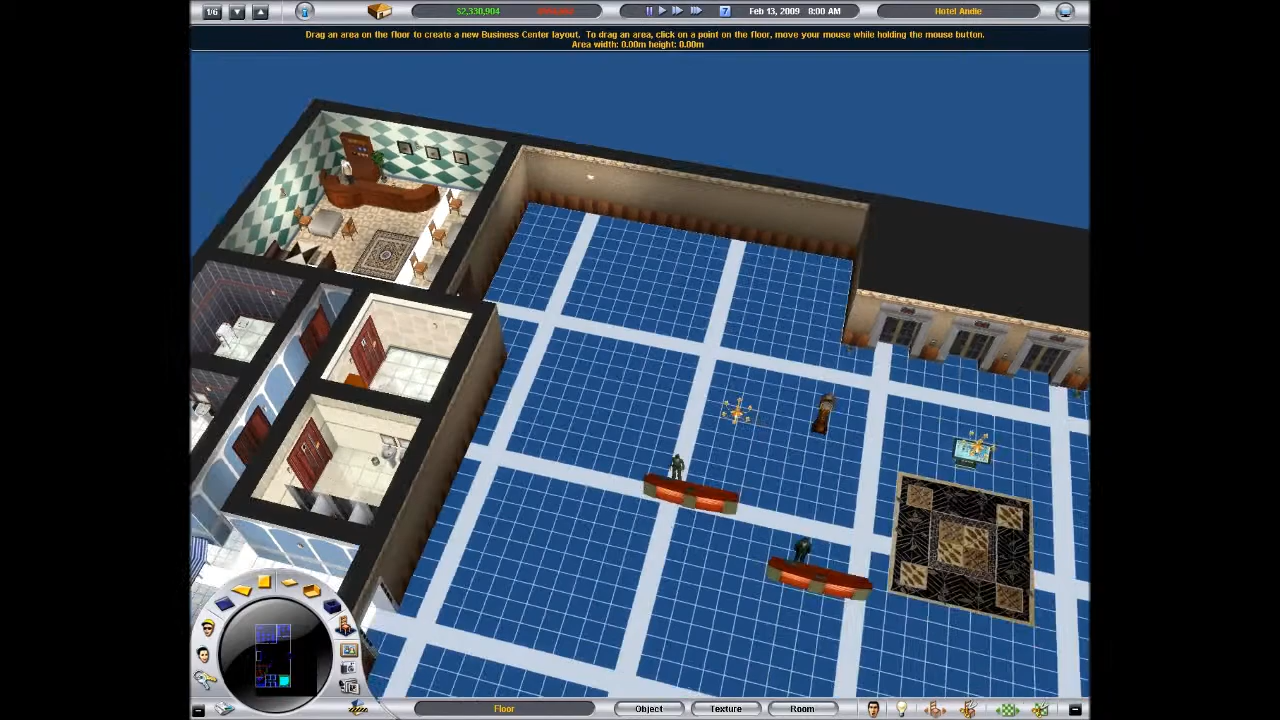 1/6
$2,330,904
7
Feb 13, 2009 8:00 AM
Hotel Andie
Drag an area on the floor to create a new Business Center layout. To drag an area, click on a point on the floor, move your mouse while holding the mouse button.
Area width: 0.00m height: 0.00m
Floor
Object
Texture
Room